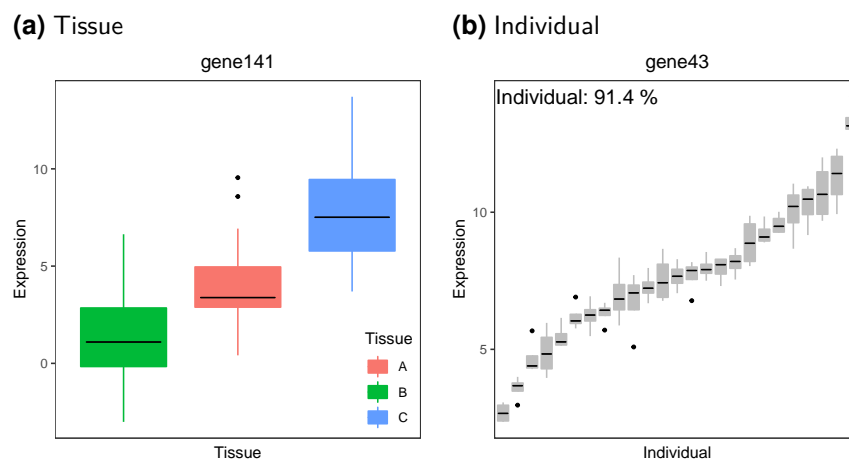 (a) Tissue
gene141
Expression
10
5
0
Tissue
A
B
C
Tissue
(b) Individual
gene43
Individual: 91.4 %
Expression
10
5
Individual